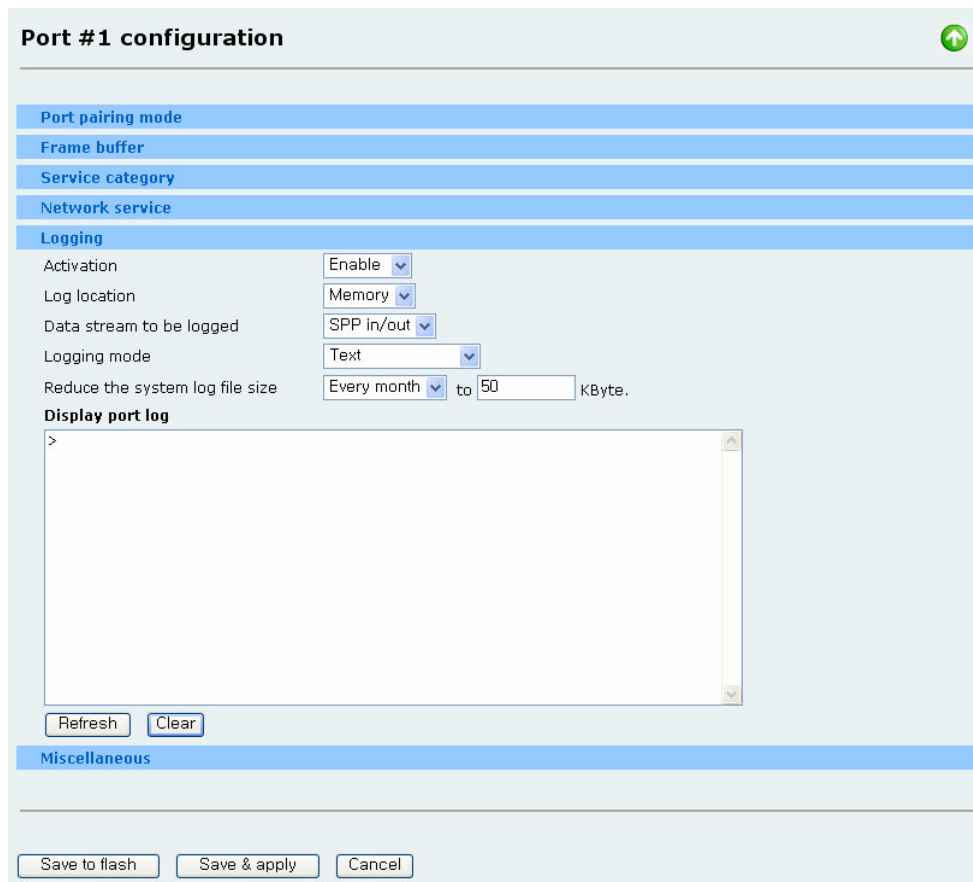 Port #1 configuration
Port pairing mode
Frame buffer
Service category
Network service
Logging
Activation Enable
Log location Memory
Data stream to be logged SPP in/out
Logging mode Text
Reduce the system log file size Every month to 50 KByte.
Display port log
>
Refresh Clear
Miscellaneous
Save to flash Save & apply Cancel